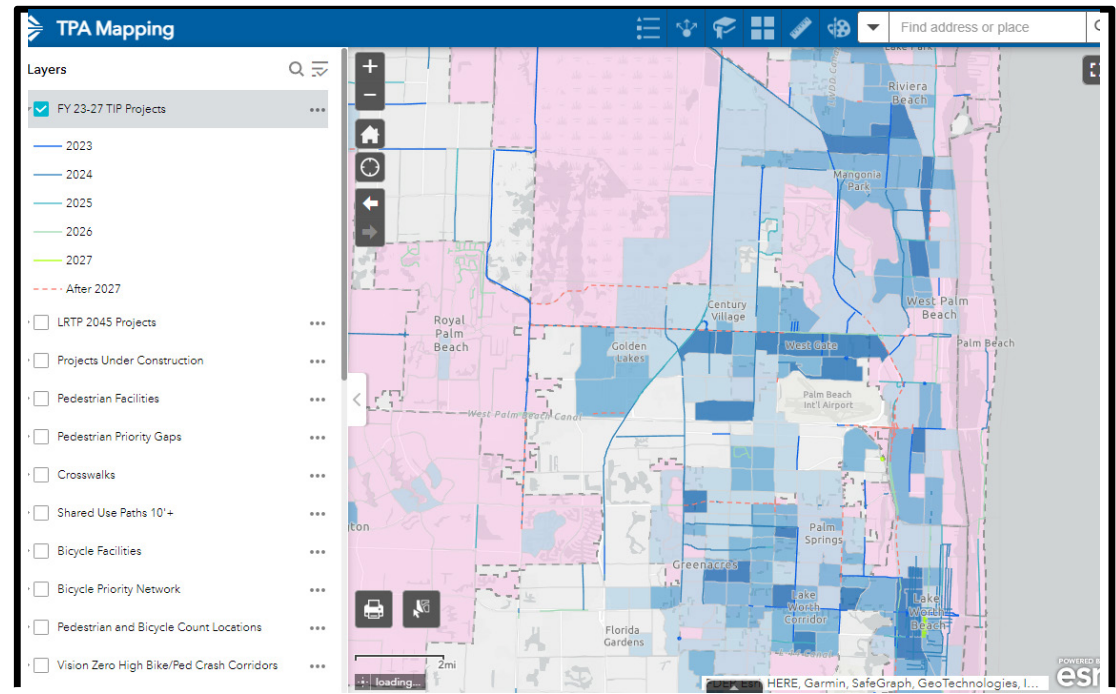 TPA Mapping
Find address or place
Layers
FY 23-27 TIP Projects
2023
2024
2025
2026
2027
After 2027
LRTP 2045 Projects
Projects Under Construction
Pedestrian Facilities
Pedestrian Priority Gaps
Crosswalks
Shared Use Paths 10'+
Bicycle Facilities
Bicycle Priority Network
Pedestrian and Bicycle Count Locations
Vision Zero High Bike/Ped Crash Corridors
Lake Park
Riviera
Beach
Mangonia
Park
West Palm
Beach
Century
Village
Royal
Palm
Beach
Golden
Lakes
West Gate
Palm Beach
Palm Beach
Int'l Airport
West Palm Beach Canal
ton
Palm
Springs
Greenacres
Lake
Worth
Corridor
Lake
Worth
Beach
Florida
Gardens
2mi
loading...
Esri, HERE, Garmin, SafeGraph, GeoTechnologies, I...
POWERED B
esri